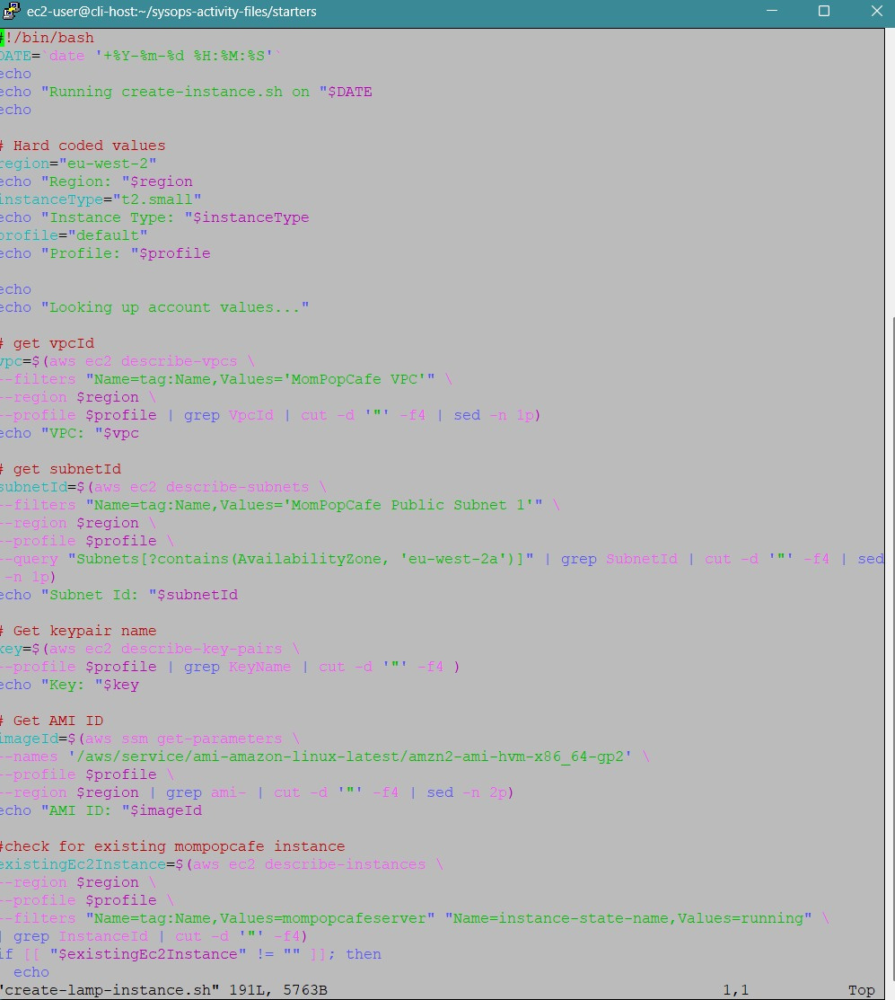 ec2-user@cli-host:~/sysops-activity-files/starters
#!/bin/bash
DATE=`date '+%Y-%m-%d %H:%M:%S'`
echo
echo "Running create-instance.sh on "$DATE
echo
# Hard coded values
region="eu-west-2"
echo "Region: "$region
instanceType="t2.small"
echo "Instance Type: "$instanceType
profile="default"
echo "Profile: "$profile
echo
echo "Looking up account values..."
# get vpcId
vpc=$(aws ec2 describe-vpcs \
--filters "Name=tag:Name,Values='MomPopCafe VPC'" \
--region $region \
--profile $profile | grep VpcId | cut -d '"' -f4 | sed -n 1p)
echo "VPC: "$vpc
# get subnetId
subnetId=$(aws ec2 describe-subnets \
--filters "Name=tag:Name,Values='MomPopCafe Public Subnet 1'" \
--region $region \
--profile $profile \
--query "Subnets[?contains(AvailabilityZone, 'eu-west-2a')]" | grep SubnetId | cut -d '"' -f4 | sed
-n 1p)
echo "Subnet Id: "$subnetId
# Get keypair name
key=$(aws ec2 describe-key-pairs \
--profile $profile | grep KeyName | cut -d '"' -f4 )
echo "Key: "$key
# Get AMI ID
imageId=$(aws ssm get-parameters \
--names '/aws/service/ami-amazon-linux-latest/amzn2-ami-hvm-x86_64-gp2' \
--profile $profile \
--region $region | grep ami- | cut -d '"' -f4 | sed -n 2p)
echo "AMI ID: "$imageId
#check for existing mompopcafe instance
existingEc2Instance=$(aws ec2 describe-instances \
--region $region \
--profile $profile \
--filters "Name=tag:Name,Values=mompopcafeserver" "Name=instance-state-name,Values=running" \
| grep InstanceId | cut -d '"' -f4)
if [[ "$existingEc2Instance" != "" ]]; then
echo
"create-lamp-instance.sh" 191L, 5763B 1,1 Top